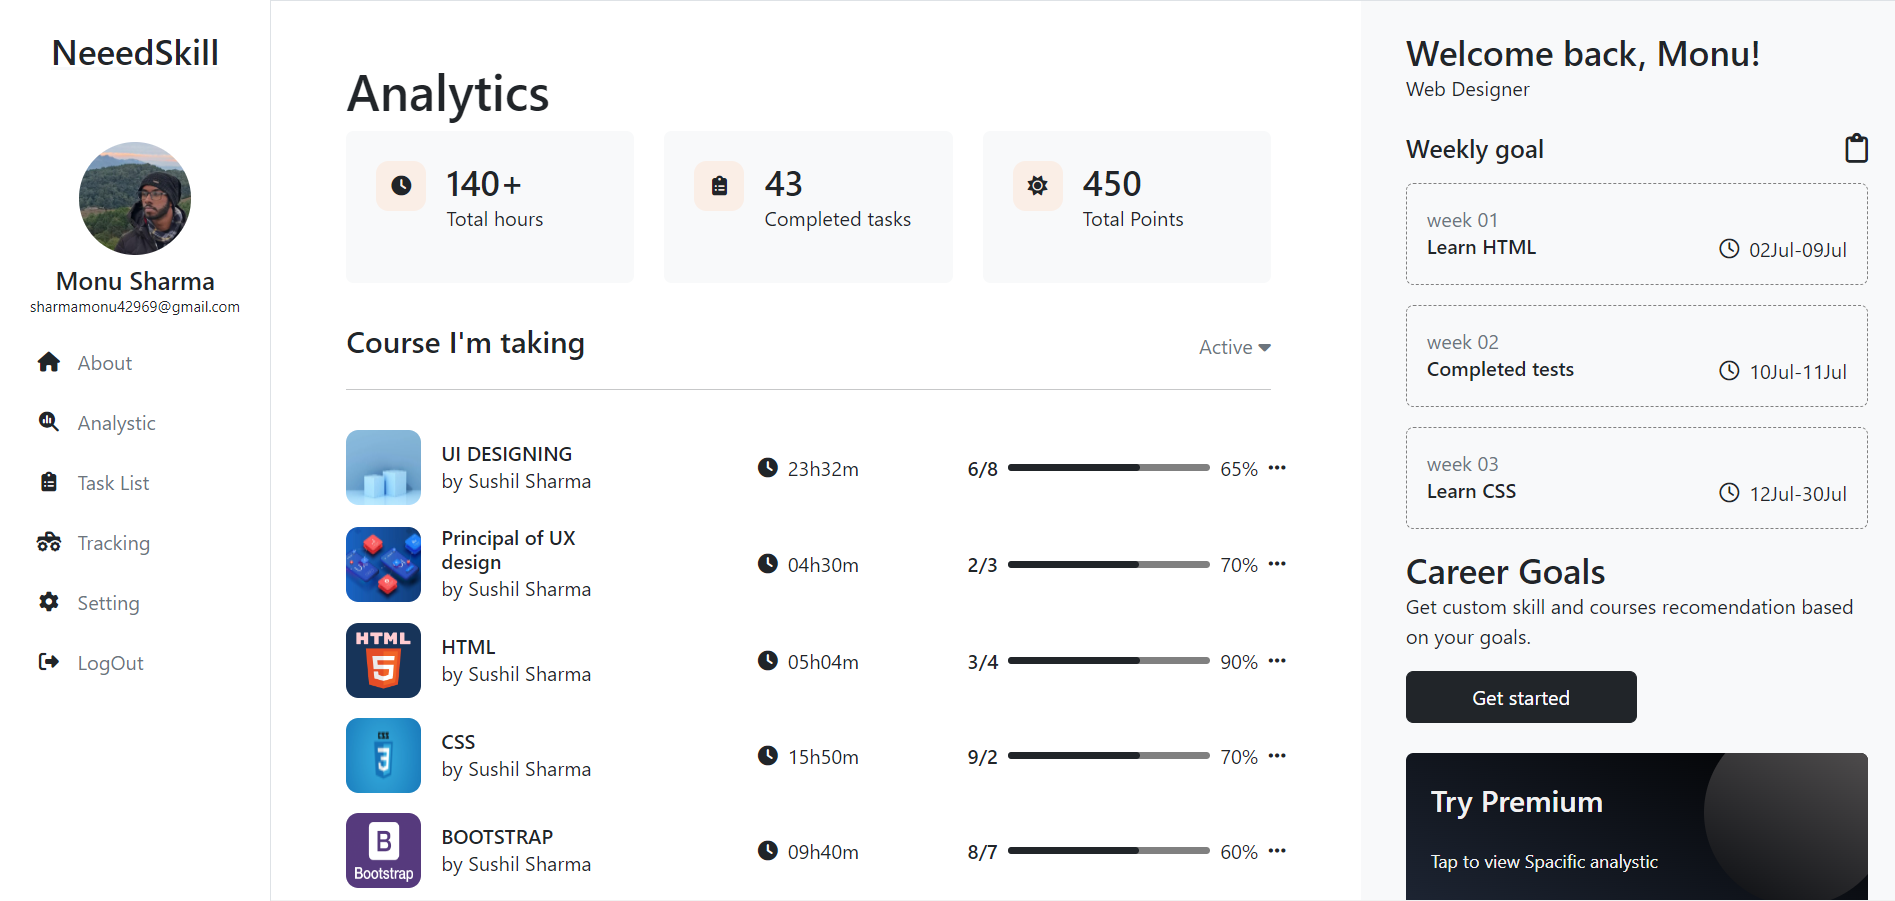 NeeedSkill
Monu Sharma
sharmamonu42969@gmail.com
About
Analystic
Task List
Tracking
Setting
LogOut
Analytics
140+
Total hours
43
Completed tasks
450
Total Points
Course I'm taking
Active
UI DESIGNING
by Sushil Sharma
23h32m
6/8
65%
Principal of UX
design
by Sushil Sharma
04h30m
2/3
70%
HTML
5
HTML
by Sushil Sharma
05h04m
3/4
90%
CSS
3
CSS
by Sushil Sharma
15h50m
9/2
70%
B
Bootstrap
BOOTSTRAP
by Sushil Sharma
09h40m
8/7
60%
Welcome back, Monu!
Web Designer
Weekly goal
week 01
Learn HTML
02Jul-09Jul
week 02
Completed tests
10Jul-11Jul
week 03
Learn CSS
12Jul-30Jul
Career Goals
Get custom skill and courses recomendation based
on your goals.
Get started
Try Premium
Tap to view Spacific analystic